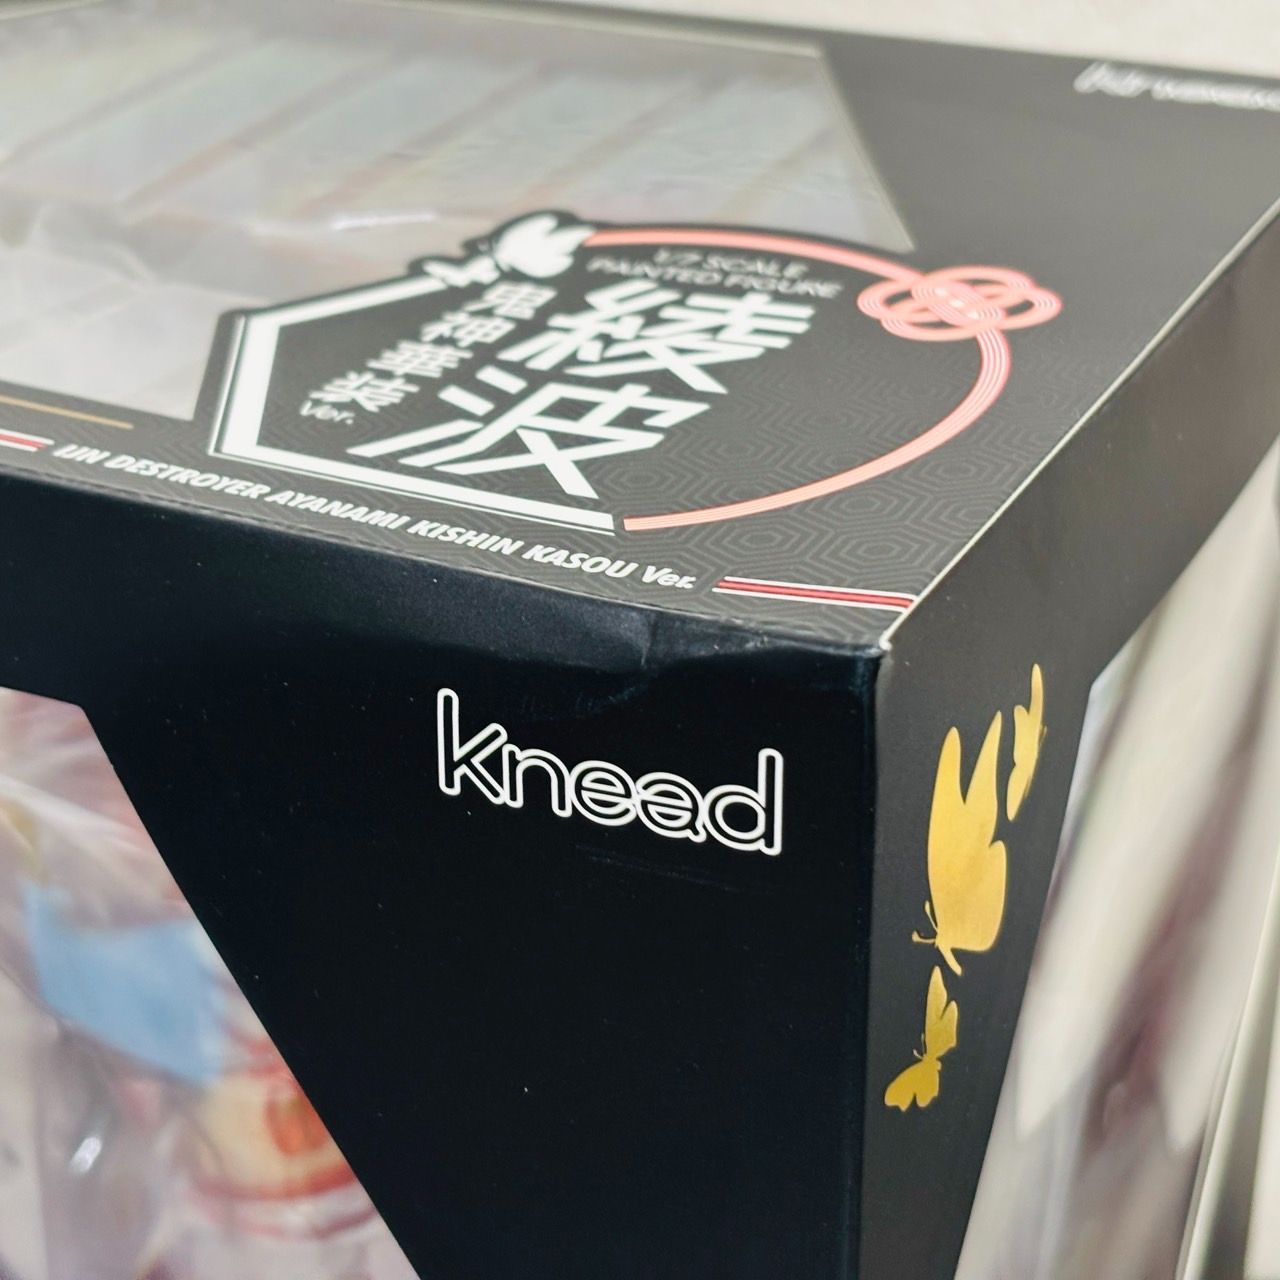 1/7 SCALE
PAINTED FIGURE
綾波
鬼神華装
Ver.
IJN DESTROYER AYANAMI KISHIN KASOU Ver.
knead